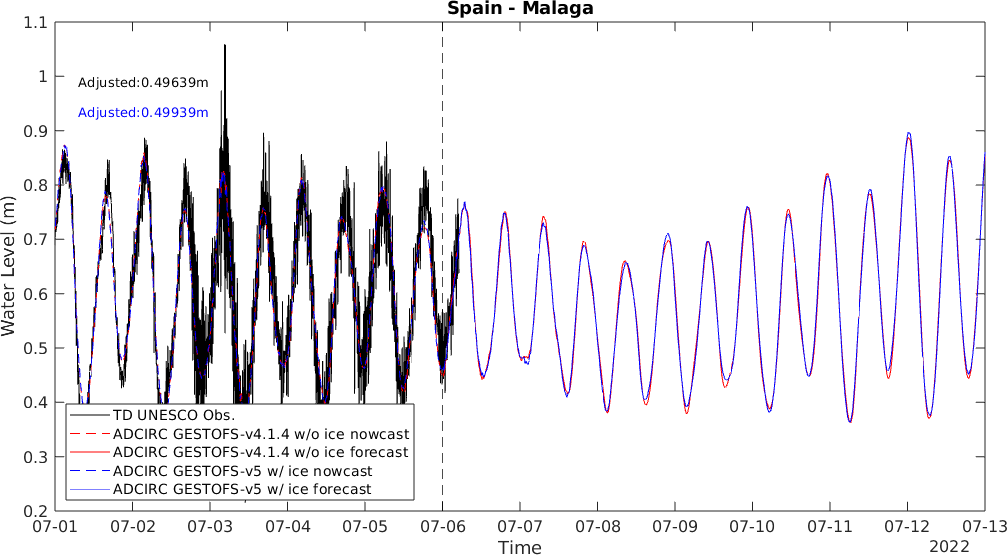 Spain - Malaga
1.1
1
0.9
0.8
0.7
0.6
0.5
0.4
0.3
0.2
Water Level (m)
Adjusted:0.49639m
Adjusted:0.49939m
TD UNESCO Obs.
ADCIRC GESTOFS-v4.1.4 w/o ice nowcast
ADCIRC GESTOFS-v4.1.4 w/o ice forecast
ADCIRC GESTOFS-v5 w/ ice nowcast
ADCIRC GESTOFS-v5 w/ ice forecast
07-01 07-02 07-03 07-04 07-05 07-06 07-07 07-08 07-09 07-10 07-11 07-12 07-13
Time
2022